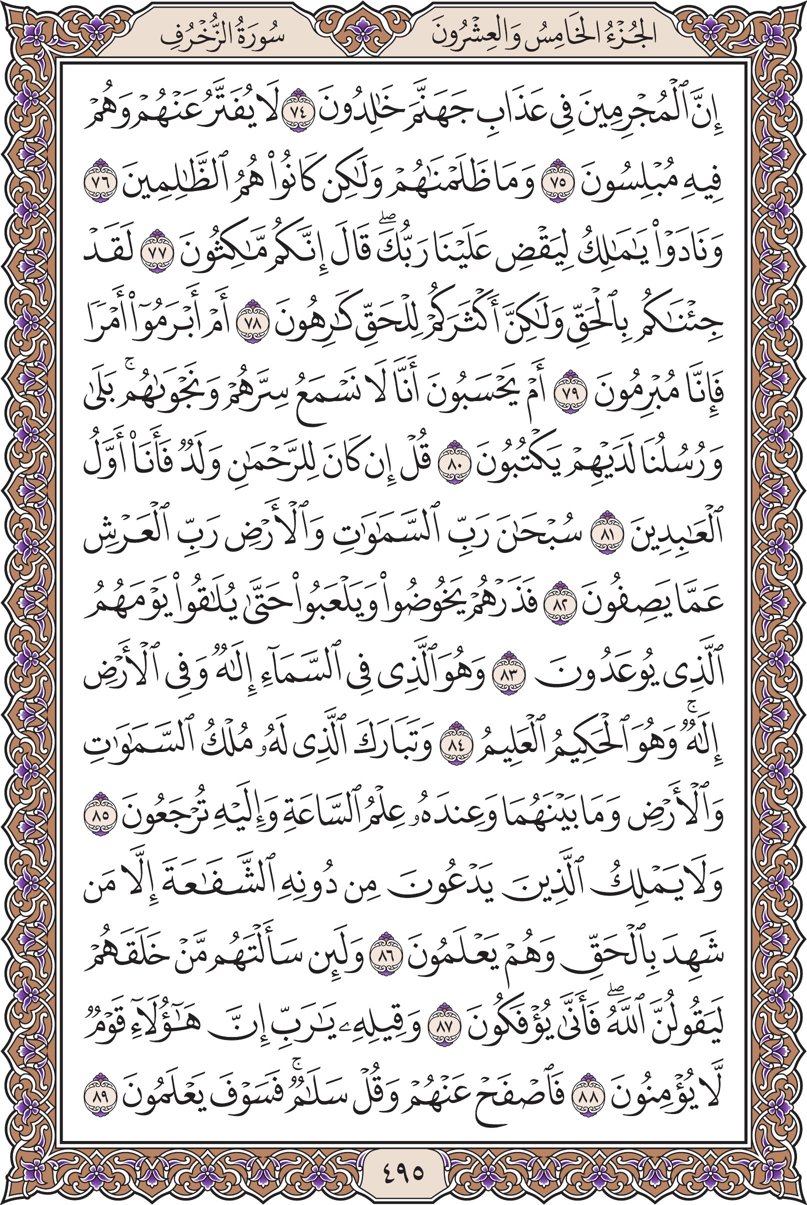 الجُزْءُ الخَامِسُ وَالعِشْرُونَ
سُورَةُ الزُّخْرُفِ
إِنَّ ٱلْمُجْرِمِينَ فِى عَذَابِ جَهَنَّمَ خَٰلِدُونَ ٧٤ لَا يُفَتَّرُ عَنْهُمْ وَهُمْ
فِيهِ مُبْلِسُونَ ٧٥ وَمَا ظَلَمْنَٰهُمْ وَلَٰكِن كَانُوا۟ هُمُ ٱلظَّٰلِمِينَ ٧٦
وَنَادَوْا۟ يَٰمَٰلِكُ لِيَقْضِ عَلَيْنَا رَبُّكَ ۖ قَالَ إِنَّكُم مَّٰكِثُونَ ٧٧ لَقَدْ
جِئْنَٰكُم بِٱلْحَقِّ وَلَٰكِنَّ أَكْثَرَكُمْ لِلْحَقِّ كَٰرِهُونَ ٧٨ أَمْ أَبْرَمُوٓا۟ أَمْرًا
فَإِنَّا مُبْرِمُونَ ٧٩ أَمْ يَحْسَبُونَ أَنَّا لَا نَسْمَعُ سِرَّهُمْ وَنَجْوَىٰهُم ۚ بَلَىٰ
وَرُسُلُنَا لَدَيْهِمْ يَكْتُبُونَ ٨٠ قُلْ إِن كَانَ لِلرَّحْمَٰنِ وَلَدٌ فَأَنَا۠ أَوَّلُ
ٱلْعَٰبِدِينَ ٨١ سُبْحَٰنَ رَبِّ ٱلسَّمَٰوَٰتِ وَٱلْأَرْضِ رَبِّ ٱلْعَرْشِ
عَمَّا يَصِفُونَ ٨٢ فَذَرْهُمْ يَخُوضُوا۟ وَيَلْعَبُوا۟ حَتَّىٰ يُلَٰقُوا۟ يَوْمَهُمُ
ٱلَّذِى يُوعَدُونَ ٨٣ وَهُوَ ٱلَّذِى فِى ٱلسَّمَآءِ إِلَٰهٌ وَفِى ٱلْأَرْضِ
إِلَٰهٌ ۚ وَهُوَ ٱلْحَكِيمُ ٱلْعَلِيمُ ٨٤ وَتَبَارَكَ ٱلَّذِى لَهُۥ مُلْكُ ٱلسَّمَٰوَٰتِ
وَٱلْأَرْضِ وَمَا بَيْنَهُمَا وَعِندَهُۥ عِلْمُ ٱلسَّاعَةِ وَإِلَيْهِ تُرْجَعُونَ ٨٥
وَلَا يَمْلِكُ ٱلَّذِينَ يَدْعُونَ مِن دُونِهِ ٱلشَّفَٰعَةَ إِلَّا مَن
شَهِدَ بِٱلْحَقِّ وَهُمْ يَعْلَمُونَ ٨٦ وَلَئِن سَأَلْتَهُم مَّنْ خَلَقَهُمْ
لَيَقُولُنَّ ٱللَّهُ ۖ فَأَنَّىٰ يُؤْفَكُونَ ٨٧ وَقِيلِهِۦ يَٰرَبِّ إِنَّ هَٰٓؤُلَآءِ قَوْمٌ
لَّا يُؤْمِنُونَ ٨٨ فَٱصْفَحْ عَنْهُمْ وَقُلْ سَلَٰمٌ ۚ فَسَوْفَ يَعْلَمُونَ ٨٩
٤٩٥